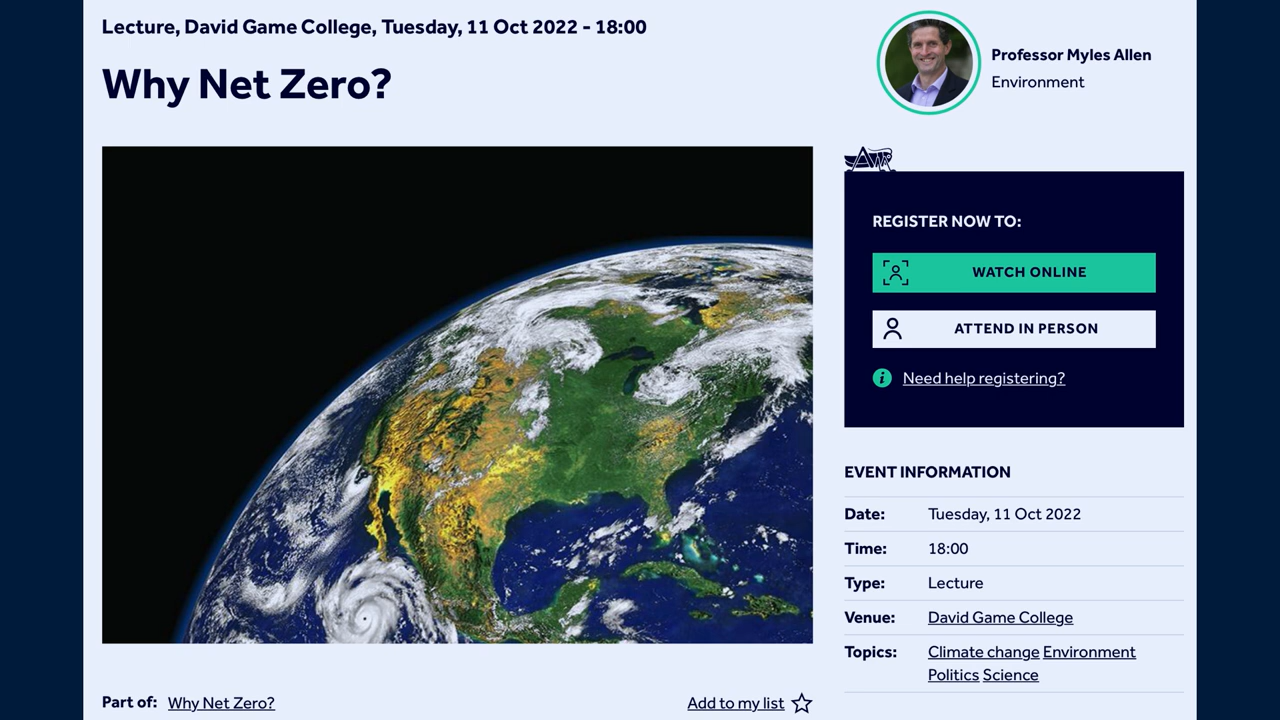 Lecture, David Game College, Tuesday, 11 Oct 2022 - 18:00
Why Net Zero?
Professor Myles Allen
Environment
REGISTER NOW TO:
WATCH ONLINE
ATTEND IN PERSON
Need help registering?
EVENT INFORMATION
Date: Tuesday, 11 Oct 2022
Time: 18:00
Type: Lecture
Venue: David Game College
Topics: Climate change Environment
Politics Science
Part of: Why Net Zero?
Add to my list